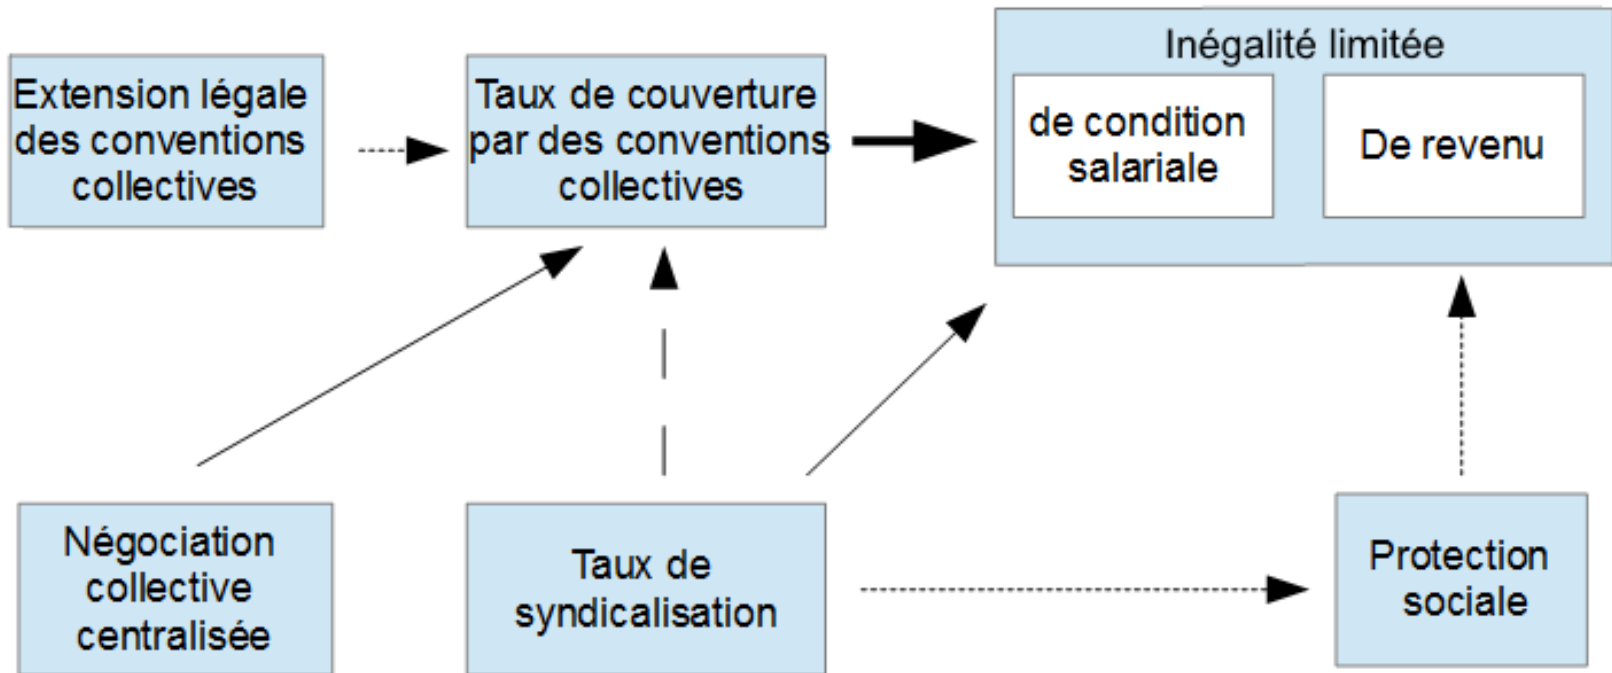 Extension légale
des conventions
collectives
Taux de couverture
par des conventions
collectives
Inégalité limitée
de condition
salariale
De revenu
Négociation
collective
centralisée
Taux de
syndicalisation
Protection
sociale